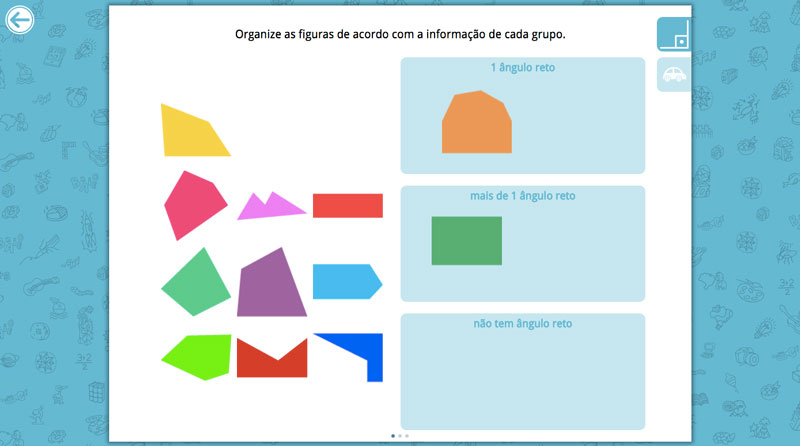 Organize as figuras de acordo com a informação de cada grupo.
1 ângulo reto
mais de 1 ângulo reto
não tem ângulo reto